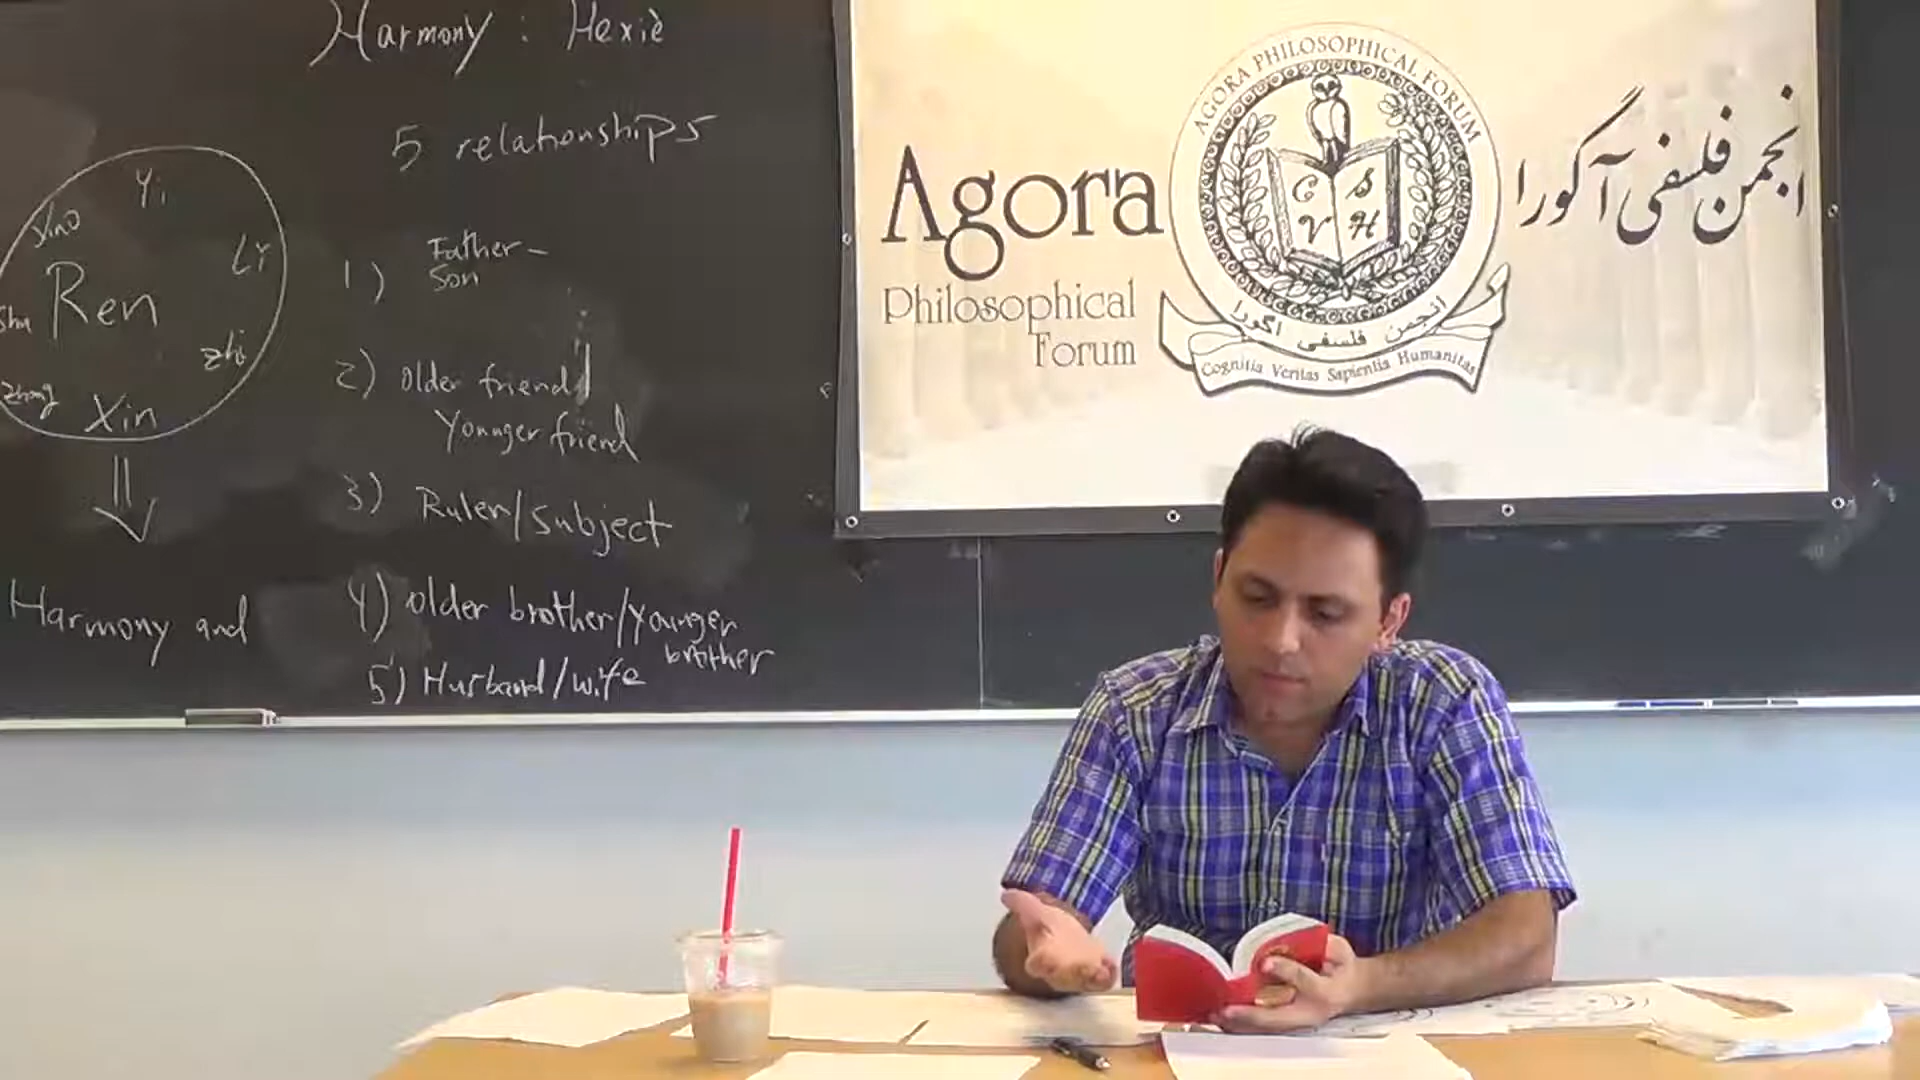 Harmony : Hexiè
5 relationships
Yi
Xiao
Li
Ren
Shu
Zhi
Zhong
Xin
Harmony and
1) Father-
Son
2) Older friend/
Younger friend
3) Ruler/subject
4) Older brother/younger
brother
5) Husband/wife
AGORA PHILOSOPHICAL FORUM
Agora
Philosophical
Forum
C S
V H
انجمن فلسفی آگورا
انجمن فلسفی اگورا
Cognitia Veritas Sapientia Humanitas